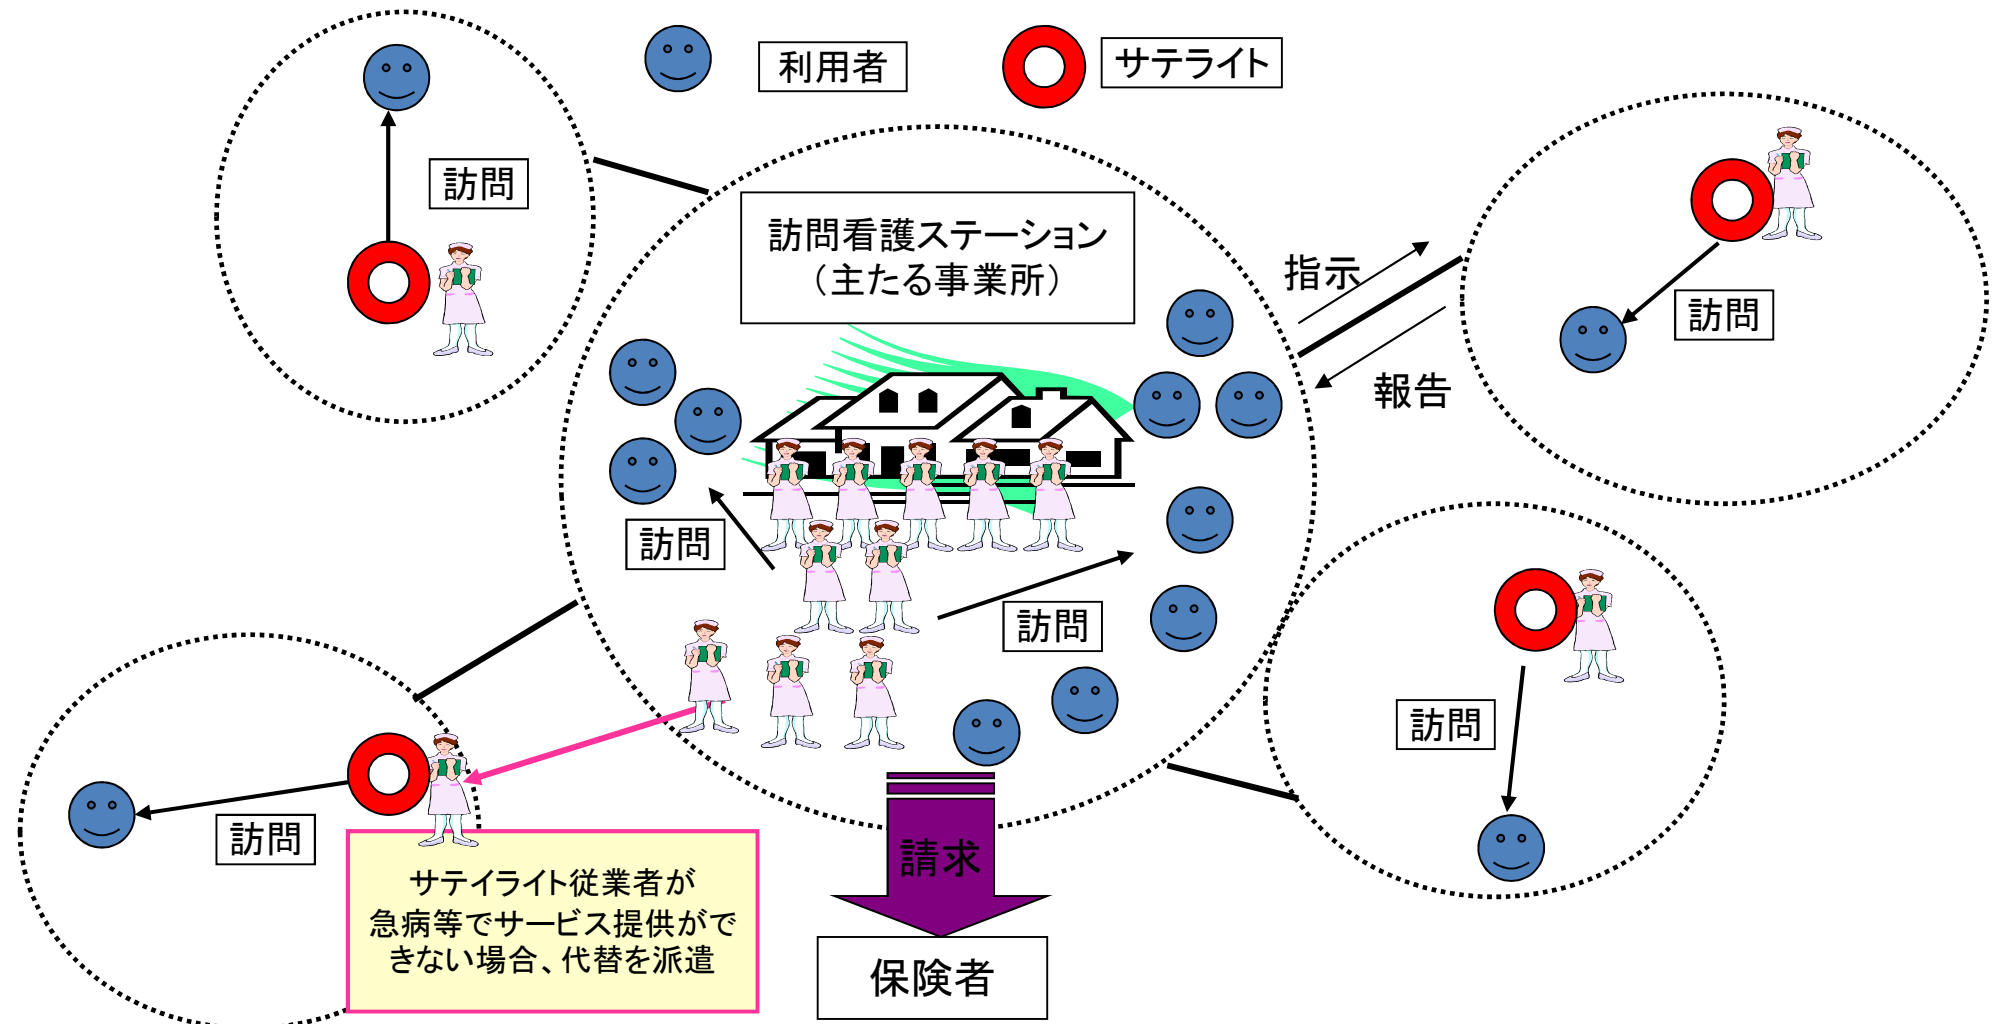 利用者
サテライト
訪問
訪問看護ステーション
（主たる事業所）
指示
訪問
報告
訪問
訪問
訪問
訪問
サテイライト従業者が
急病等でサービス提供がで
きない場合、代替を派遣
請求
保険者